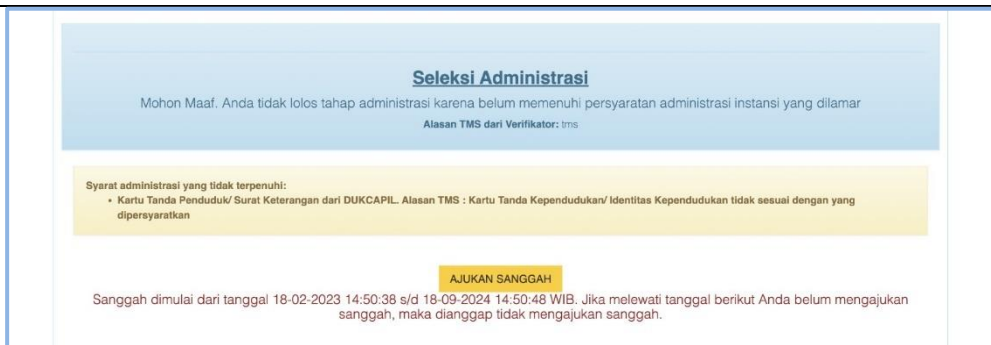 Seleksi Administrasi
Mohon Maaf. Anda tidak lolos tahap administrasi karena belum memenuhi persyaratan administrasi instansi yang dilamar
Alasan TMS dari Verifikator: tms
Syarat administrasi yang tidak terpenuhi:
• Kartu Tanda Penduduk/ Surat Keterangan dari DUKCAPIL. Alasan TMS : Kartu Tanda Kependudukan/ Identitas Kependudukan tidak sesuai dengan yang
dipersyaratkan
AJUKAN SANGGAH
Sanggah dimulai dari tanggal 18-02-2023 14:50:38 s/d 18-09-2024 14:50:48 WIB. Jika melewati tanggal berikut Anda belum mengajukan
sanggah, maka dianggap tidak mengajukan sanggah.